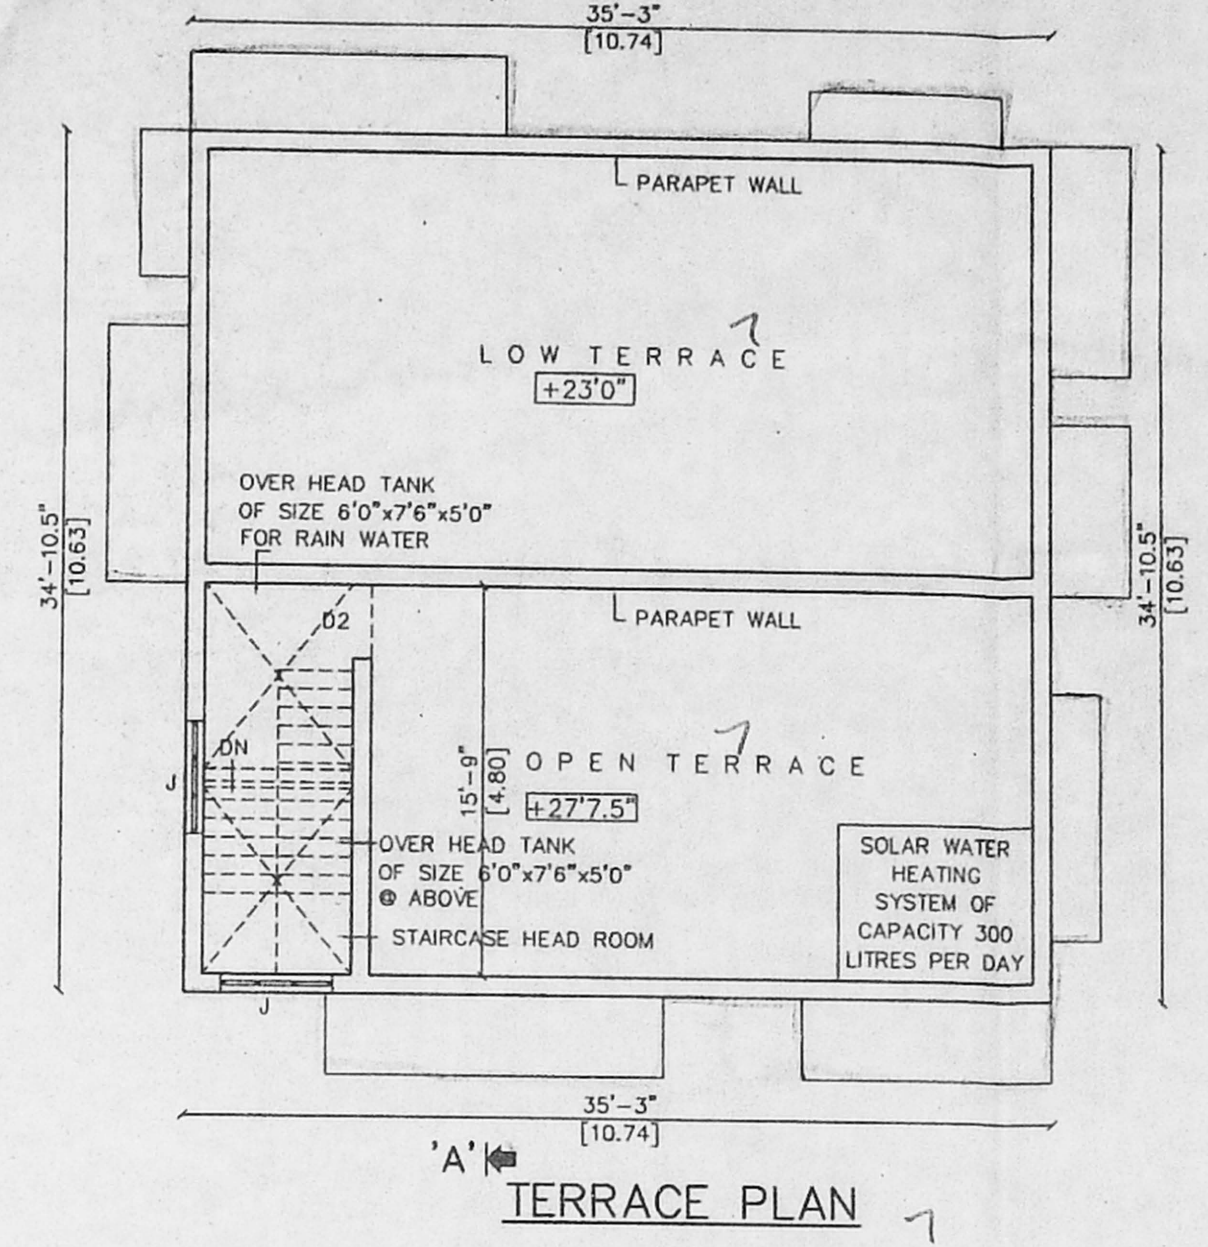 35'-3"
[10.74]
PARAPET WALL
LOW TERRACE
+23'0"
OVER HEAD TANK
OF SIZE 6'0"x7'6"x5'0"
FOR RAIN WATER
34'-10.5"
[10.63]
34'-10.5"
[10.63]
D2
PARAPET WALL
DN
J
15'-9"
[4.80]
OPEN TERRACE
+27'7.5"
OVER HEAD TANK
OF SIZE 6'0"x7'6"x5'0"
@ ABOVE
STAIRCASE HEAD ROOM
SOLAR WATER
HEATING
SYSTEM OF
CAPACITY 300
LITRES PER DAY
J
35'-3"
[10.74]
'A'
TERRACE PLAN